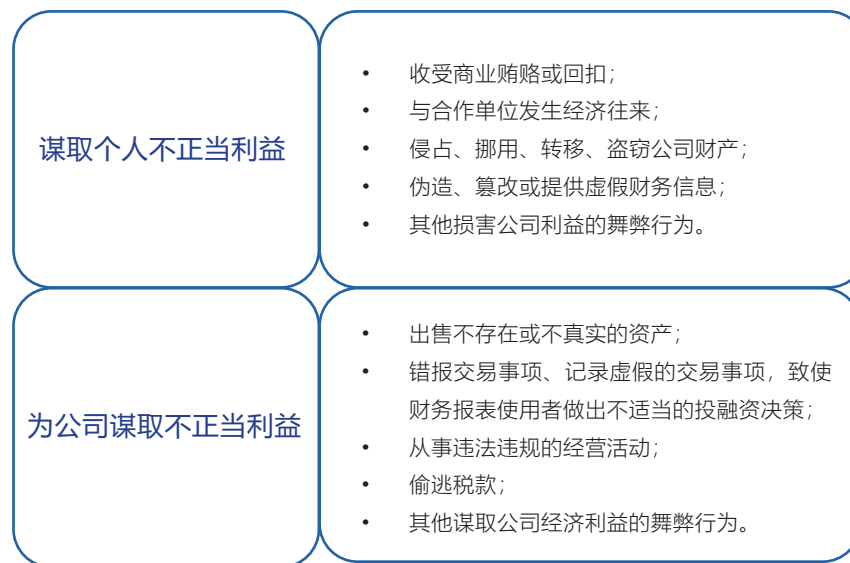 谋取个人不正当利益
• 收受商业贿赂或回扣；
• 与合作单位发生经济往来；
• 侵占、挪用、转移、盗窃公司财产；
• 伪造、篡改或提供虚假财务信息；
• 其他损害公司利益的舞弊行为。
为公司谋取不正当利益
• 出售不存在或不真实的资产；
• 错报交易事项、记录虚假的交易事项，致使
财务报表使用者做出不适当的投融资决策；
• 从事违法违规的经营活动；
• 偷逃税款；
• 其他谋取公司经济利益的舞弊行为。